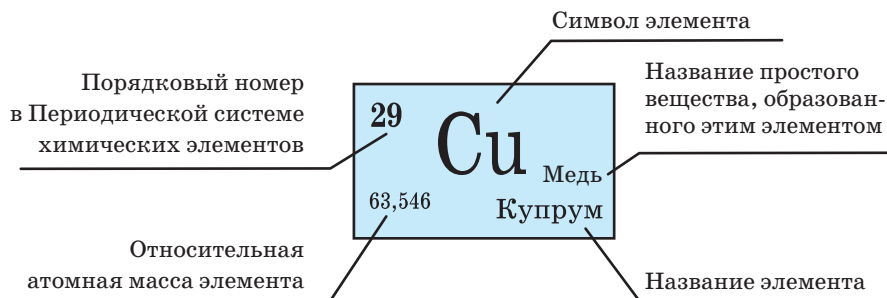 Символ элемента
Порядковый номер
в Периодической системе
химических элементов
Название простого
вещества, образован-
ного этим элементом
29
Cu
Медь
63,546
Купрум
Относительная
атомная масса элемента
Название элемента